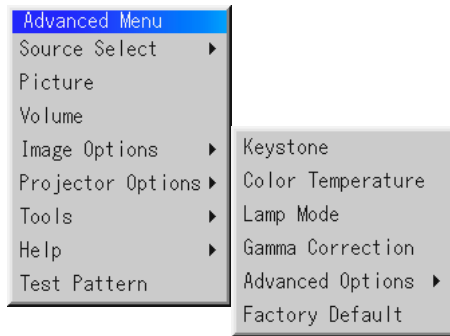 Advanced Menu
Source Select
Picture
Volume
Image Options
Projector Options
Tools
Help
Test Pattern
Keystone
Color Temperature
Lamp Mode
Gamma Correction
Advanced Options
Factory Default